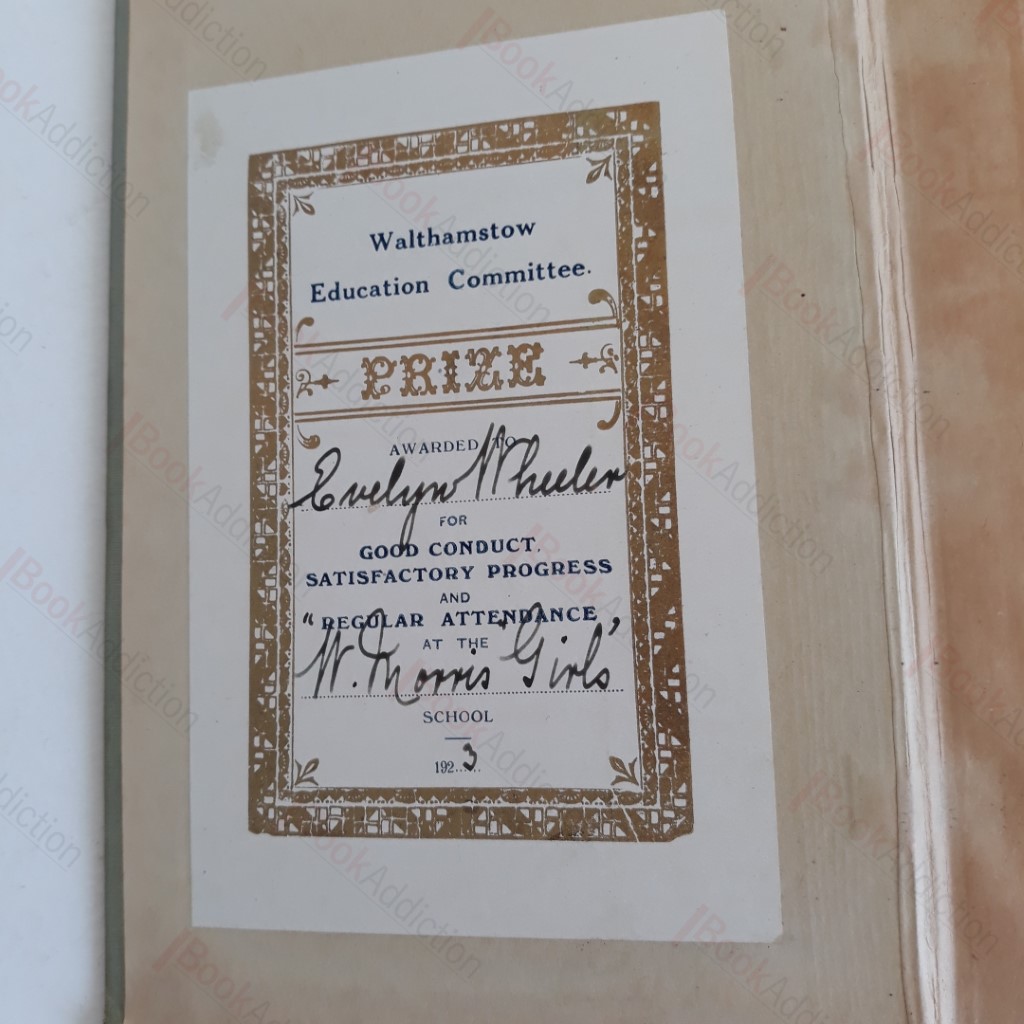 Walthamstow
Education Committee.
PRIZE
AWARDED TO
Evelyn Wheeler
FOR
GOOD CONDUCT.
SATISFACTORY PROGRESS
AND
REGULAR ATTENDANCE
AT THE
"W. Morris" Girls'
SCHOOL
192...3..
BookAddiction